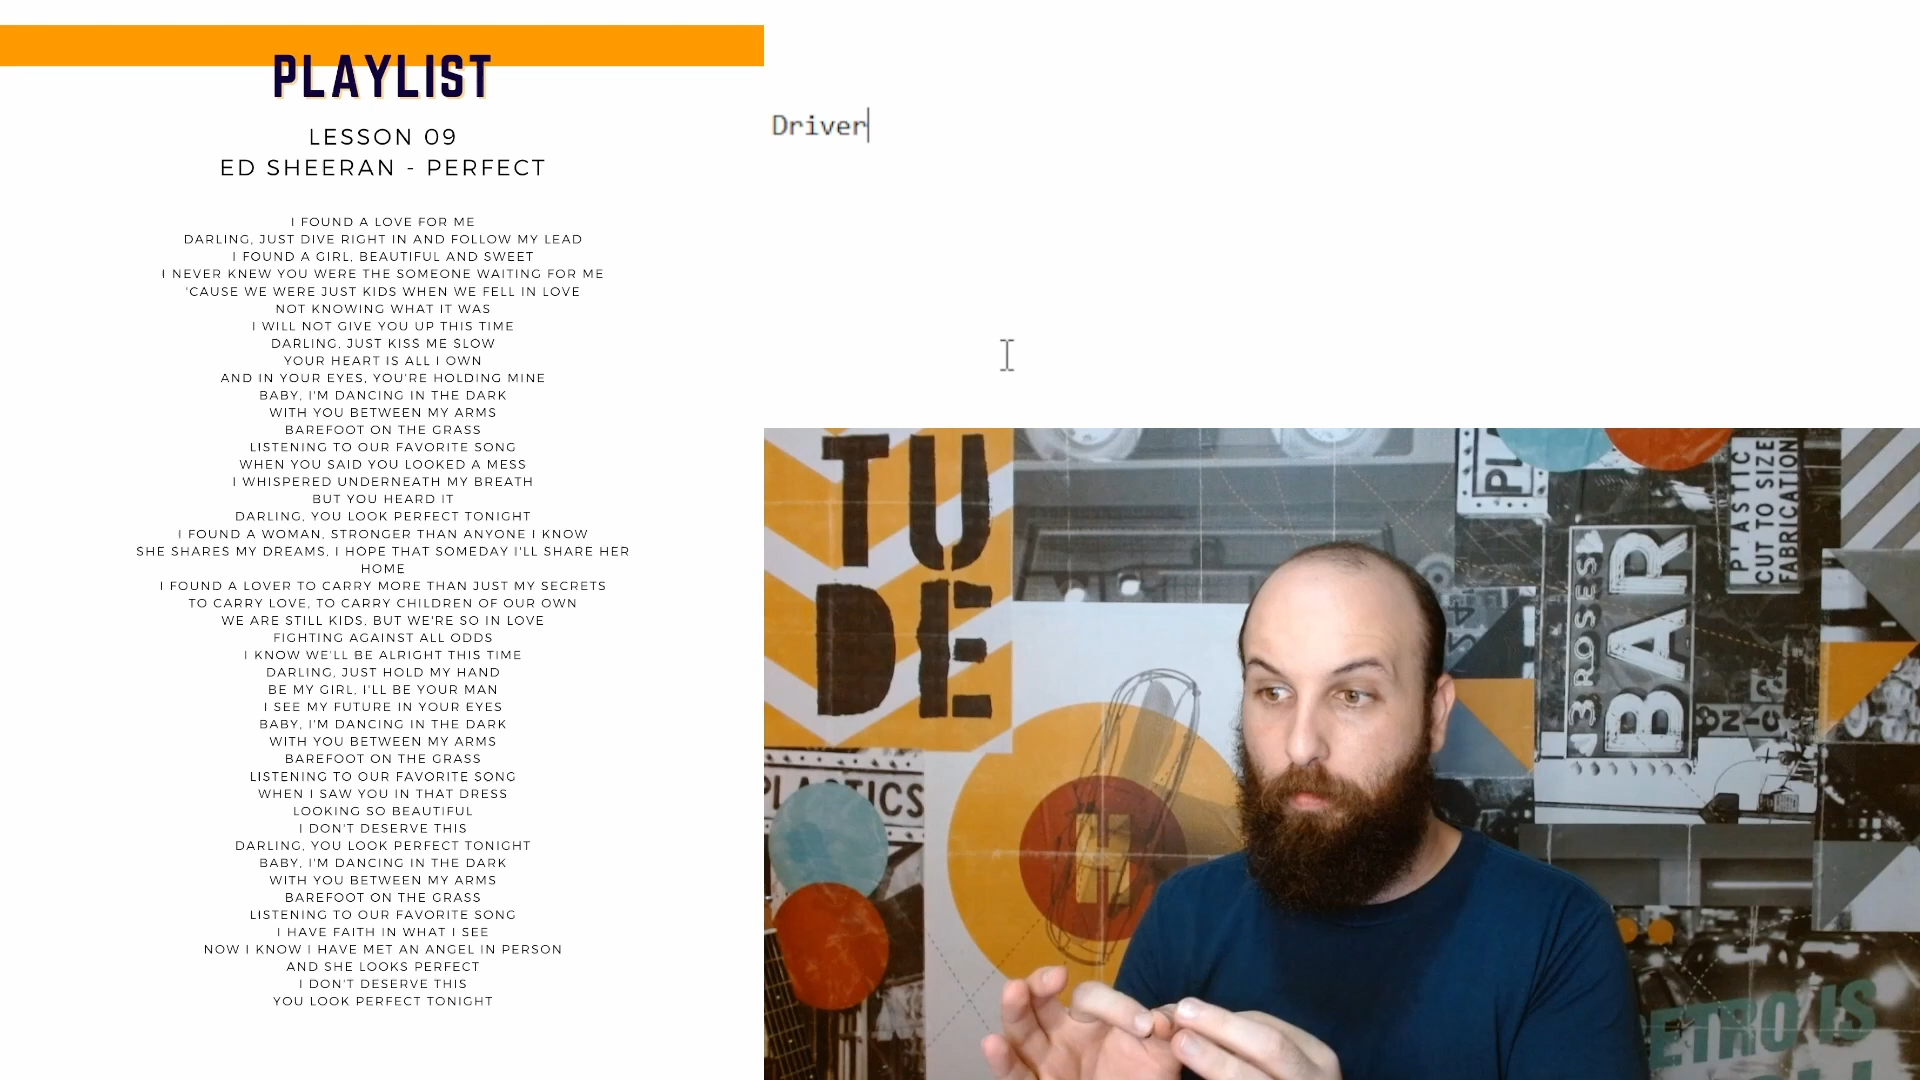 PLAYLIST
LESSON 09
ED SHEERAN - PERFECT
I FOUND A LOVE FOR ME
DARLING, JUST DIVE RIGHT IN AND FOLLOW MY LEAD
I FOUND A GIRL, BEAUTIFUL AND SWEET
I NEVER KNEW YOU WERE THE SOMEONE WAITING FOR ME
'CAUSE WE WERE JUST KIDS WHEN WE FELL IN LOVE
NOT KNOWING WHAT IT WAS
I WILL NOT GIVE YOU UP THIS TIME
DARLING, JUST KISS ME SLOW
YOUR HEART IS ALL I OWN
AND IN YOUR EYES, YOU'RE HOLDING MINE
BABY, I'M DANCING IN THE DARK
WITH YOU BETWEEN MY ARMS
BAREFOOT ON THE GRASS
LISTENING TO OUR FAVORITE SONG
WHEN YOU SAID YOU LOOKED A MESS
I WHISPERED UNDERNEATH MY BREATH
BUT YOU HEARD IT
DARLING, YOU LOOK PERFECT TONIGHT
I FOUND A WOMAN, STRONGER THAN ANYONE I KNOW
SHE SHARES MY DREAMS, I HOPE THAT SOMEDAY I'LL SHARE HER
HOME
I FOUND A LOVER TO CARRY MORE THAN JUST MY SECRETS
TO CARRY LOVE, TO CARRY CHILDREN OF OUR OWN
WE ARE STILL KIDS, BUT WE'RE SO IN LOVE
FIGHTING AGAINST ALL ODDS
I KNOW WE'LL BE ALRIGHT THIS TIME
DARLING, JUST HOLD MY HAND
BE MY GIRL, I'LL BE YOUR MAN
I SEE MY FUTURE IN YOUR EYES
BABY, I'M DANCING IN THE DARK
WITH YOU BETWEEN MY ARMS
BAREFOOT ON THE GRASS
LISTENING TO OUR FAVORITE SONG
WHEN I SAW YOU IN THAT DRESS
LOOKING SO BEAUTIFUL
I DON'T DESERVE THIS
DARLING, YOU LOOK PERFECT TONIGHT
BABY, I'M DANCING IN THE DARK
WITH YOU BETWEEN MY ARMS
BAREFOOT ON THE GRASS
LISTENING TO OUR FAVORITE SONG
I HAVE FAITH IN WHAT I SEE
NOW I KNOW I HAVE MET AN ANGEL IN PERSON
AND SHE LOOKS PERFECT
I DON'T DESERVE THIS
YOU LOOK PERFECT TONIGHT
Driver
TU
DE
CUT TO SIZE
FABRICATION
BAR
H